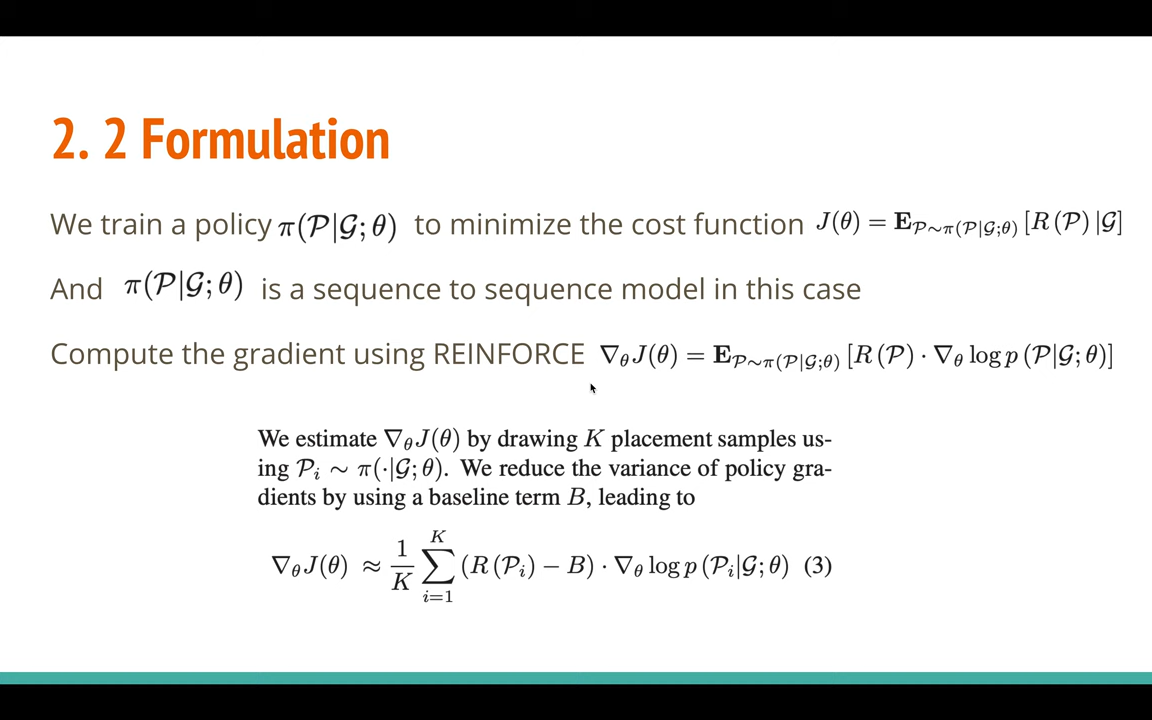 2. 2 Formulation
We train a policy π(𝒫|𝒢; θ) to minimize the cost function J(θ) = 𝐄_{𝒫∼π(𝒫|𝒢;θ)} [R (𝒫) |𝒢]
And π(𝒫|𝒢; θ) is a sequence to sequence model in this case
Compute the gradient using REINFORCE ∇_θ J(θ) = 𝐄_{𝒫∼π(𝒫|𝒢;θ)} [R (𝒫) · ∇_θ log p (𝒫|𝒢; θ)]
We estimate ∇_θ J(θ) by drawing K placement samples us-
ing 𝒫_i ∼ π(·|𝒢; θ). We reduce the variance of policy gra-
dients by using a baseline term B, leading to
∇_θ J(θ) ≈ \frac{1}{K} \sum_{i=1}^{K} (R (𝒫_i) − B) · ∇_θ log p (𝒫_i|𝒢; θ) (3)